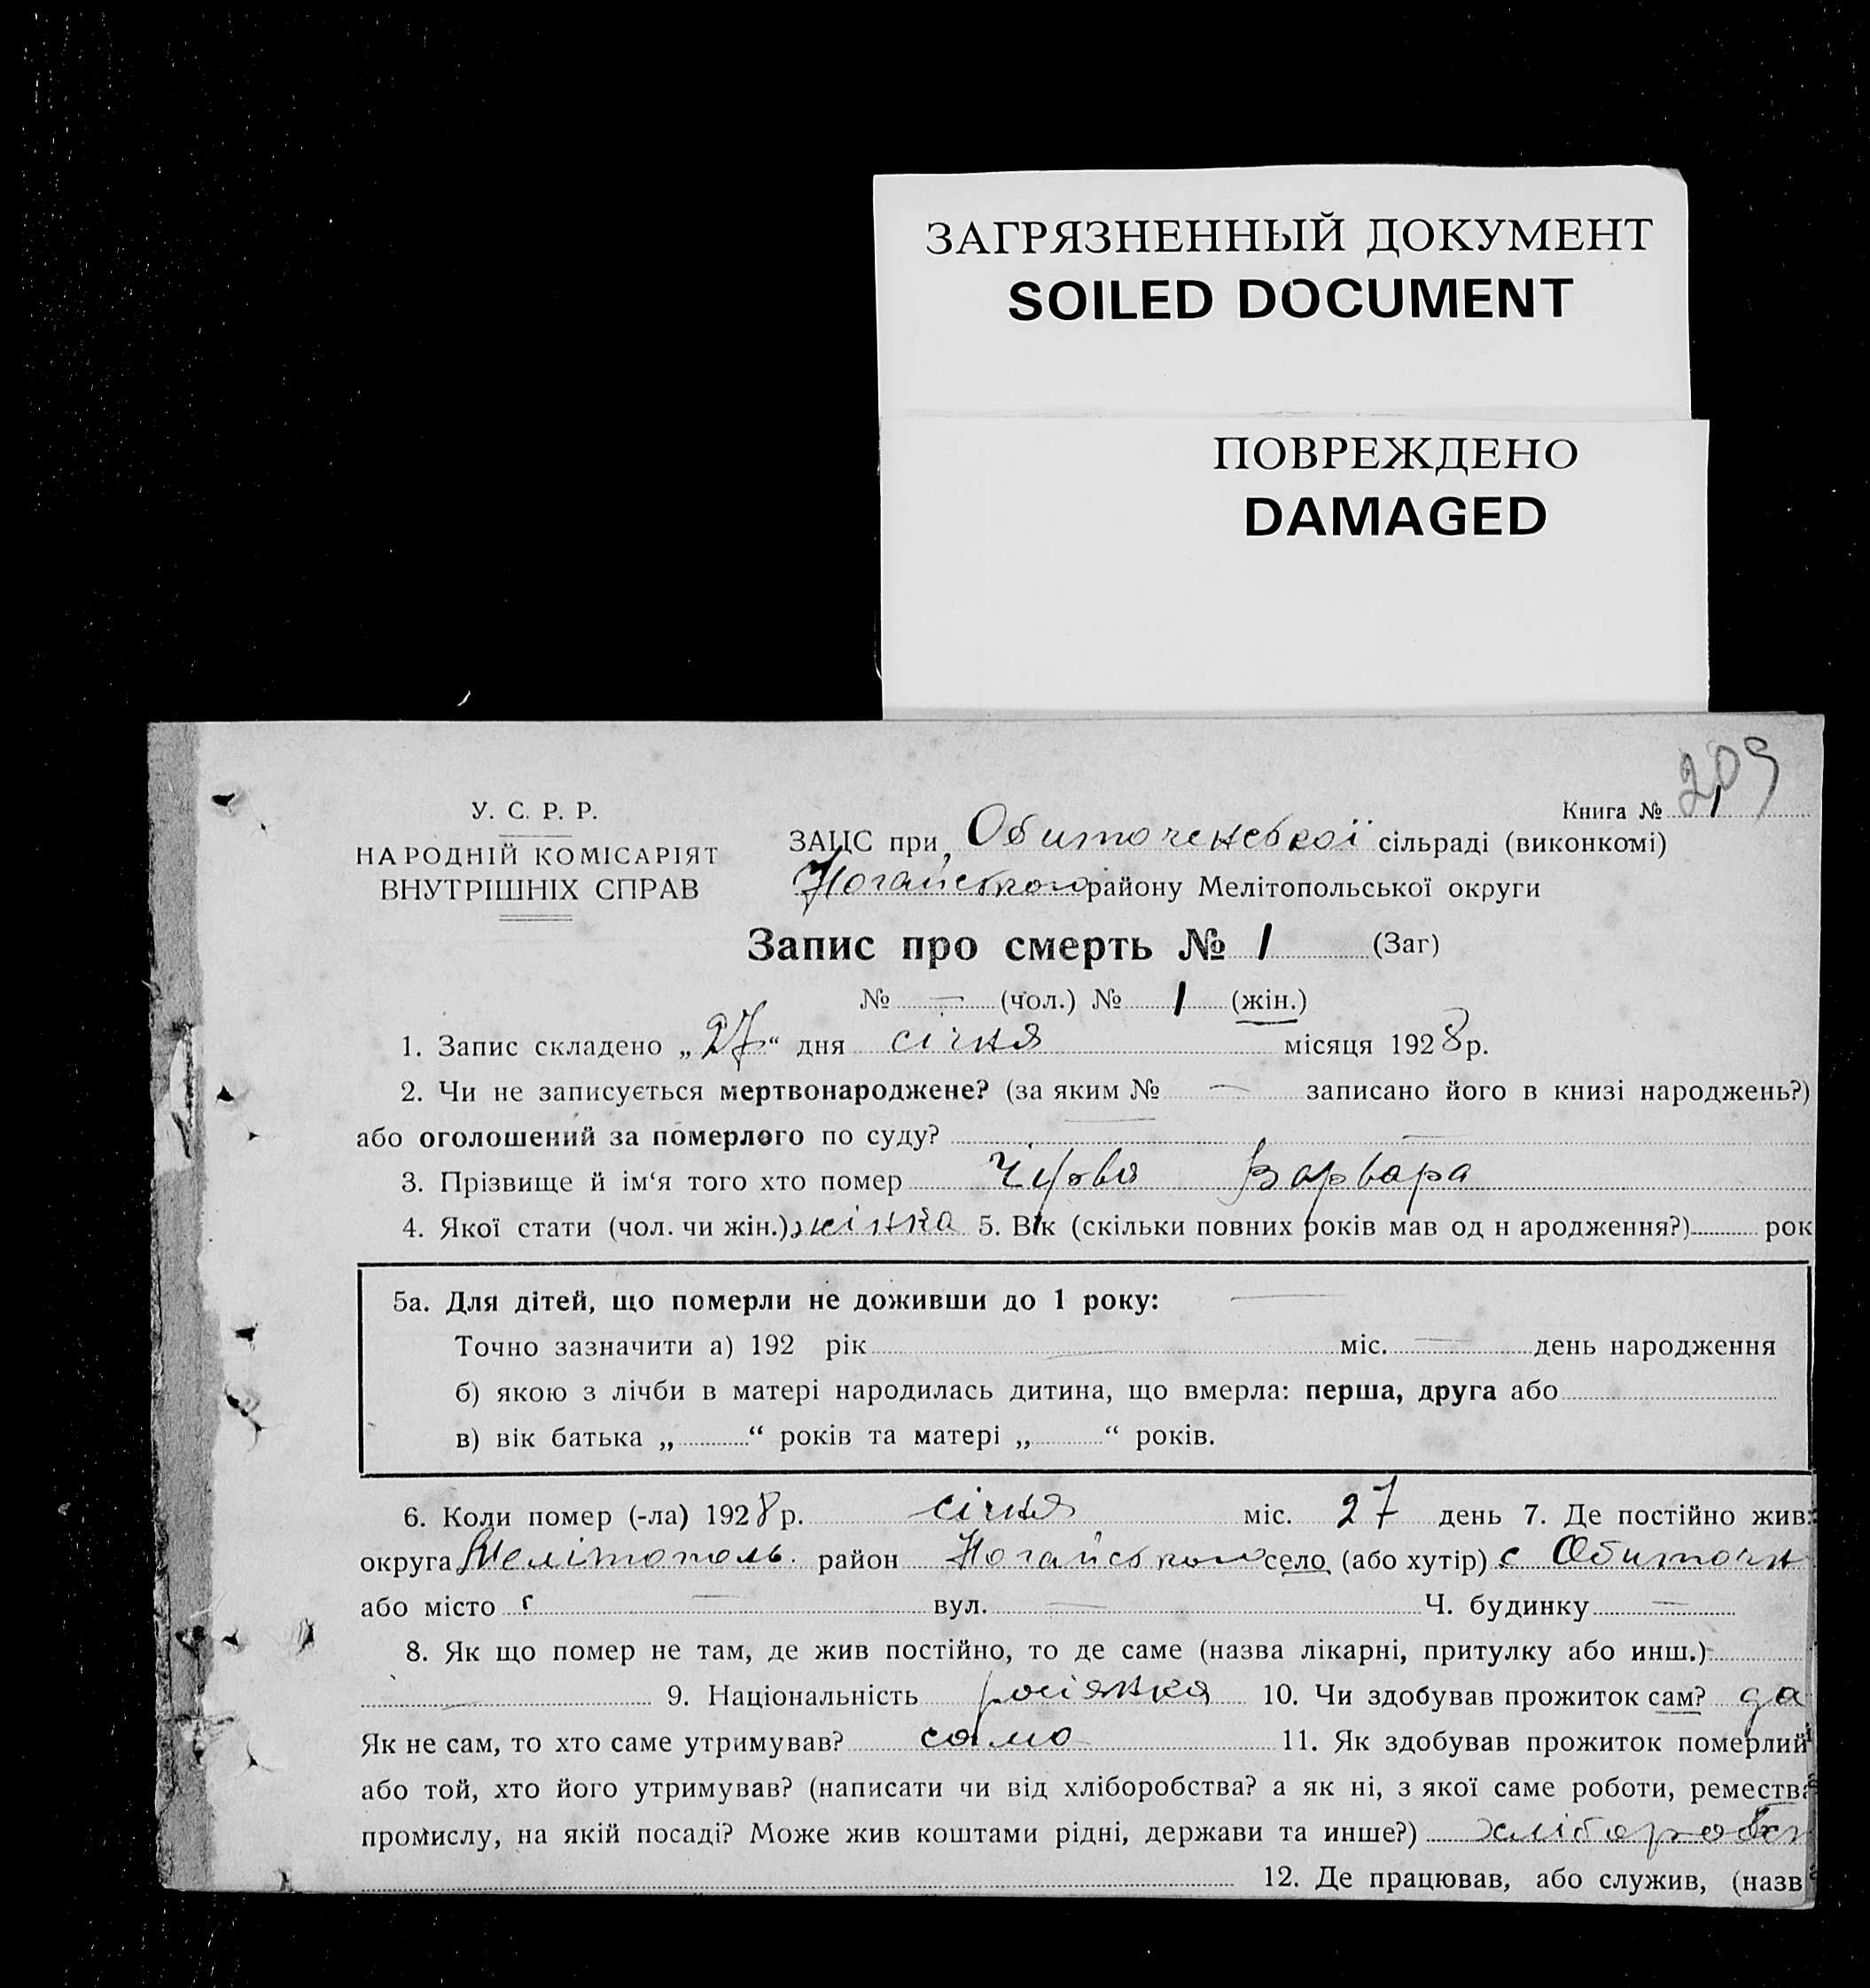 ЗАГРЯЗНЕННЫЙ ДОКУМЕНТ
SOILED DOCUMENT
ПОВРЕЖДЕНО
DAMAGED
209
Книга №
У. С. Р. Р.
НАРОДНІЙ КОМІСАРІЯТ
ВНУТРІШНІХ СПРАВ
ЗАЦС при Обиточенської сільраді (виконкомі)
Ногайського району Мелітопольської округи
Запис про смерть № 1 (Заг)
№ — (чол.) № 1 (жін.)
1. Запис складено „27“ дня січня місяця 1928 р.
2. Чи не записується мертвонароджене? (за яким № — записано його в книзі народжень?)
або оголошений за померлого по суду? —
3. Прізвище й ім‘я того хто помер Варвара
4. Якої стати (чол. чи жін.) жінка 5. Вік (скільки повних років мав од н ародження?) рок
5а. Для дітей, що померли не доживши до 1 року: —
Точно зазначити а) 192 рік — міс. — день народження
б) якою з лічби в матері народилась дитина, що вмерла: перша, друга або
в) вік батька „ “ років та матері „ “ років.
6. Коли помер (-ла) 1928 р. січня міс. 27 день 7. Де постійно жив:
округа Мелітополь. район Ногайського село (або хутір) с Обиточн
або місто г — вул. — Ч. будинку —
8. Як що помер не там, де жив постійно, то де саме (назва лікарні, притулку або инш.)
— 9. Національність росіянка 10. Чи здобував прожиток сам? да
Як не сам, то хто саме утримував? само 11. Як здобував прожиток померлий
або той, хто його утримував? (написати чи від хліборобства? а як ні, з якої саме роботи, ремества
промислу, на якій посаді? Може жив коштами рідні, держави та инше?)
12. Де працював, або служив, (назв